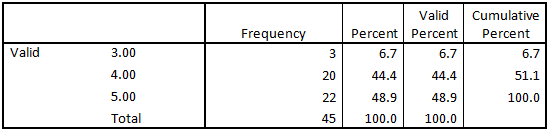 Frequency Percent Valid Percent Cumulative Percent
Valid 3.00 3 6.7 6.7 6.7
4.00 20 44.4 44.4 51.1
5.00 22 48.9 48.9 100.0
Total 45 100.0 100.0